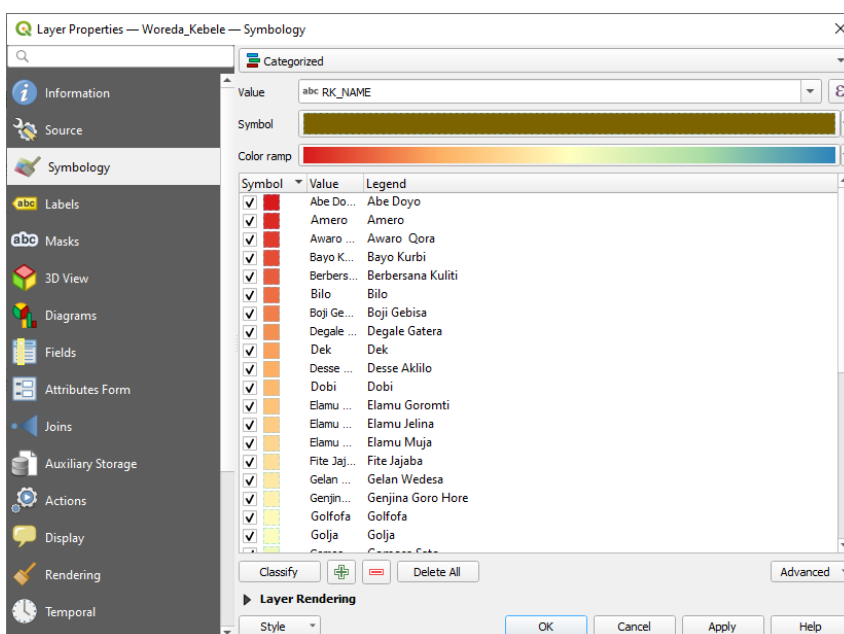 Layer Properties — Woreda_Kebele — Symbology
Categorized
Information
Value abc RK_NAME ε
Source
Symbol
Symbology
Color ramp
Symbol Value Legend
Abe Do... Abe Doyo
abc Labels
Amero Amero
Awaro ... Awaro Qora
abc Masks
Bayo K... Bayo Kurbi
Berbers... Berbersana Kuliti
3D View
Bilo Bilo
Boji Ge... Boji Gebisa
Diagrams
Degale ... Degale Gatera
Dek Dek
Fields
Desse ... Desse Aklilo
Attributes Form
Dobi Dobi
Elamu ... Elamu Goromti
Joins
Elamu ... Elamu Jelina
Elamu ... Elamu Muja
Auxiliary Storage
Fite Jaj... Fite Jajaba
Gelan ... Gelan Wedesa
Actions
Genjin... Genjina Goro Hore
Golfofa Golfofa
Display
Golja Golja
Rendering
Classify Delete All Advanced
Layer Rendering
Temporal
Style OK Cancel Apply Help